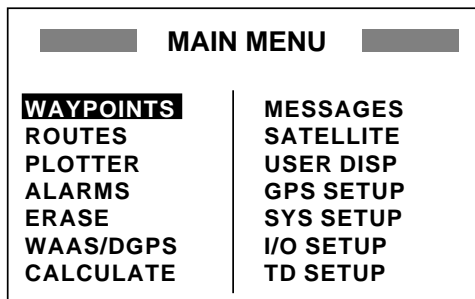 MAIN MENU
WAYPOINTS
ROUTES
PLOTTER
ALARMS
ERASE
WAAS/DGPS
CALCULATE
MESSAGES
SATELLITE
USER DISP
GPS SETUP
SYS SETUP
I/O SETUP
TD SETUP